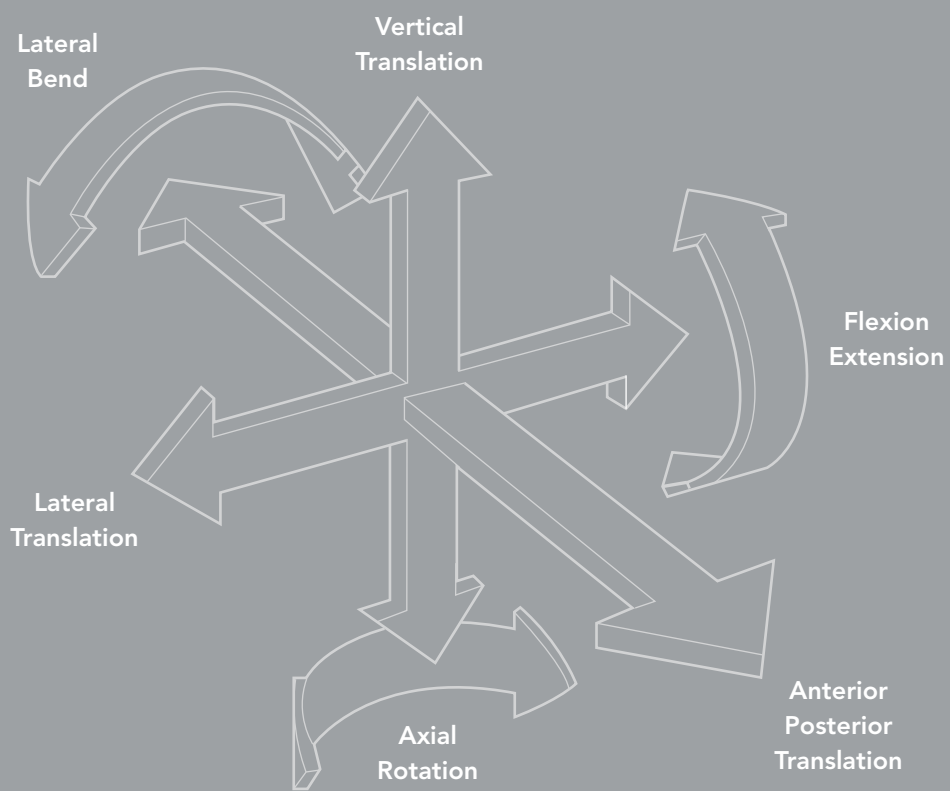 Vertical
Translation
Lateral
Bend
Flexion
Extension
Lateral
Translation
Anterior
Posterior
Translation
Axial
Rotation